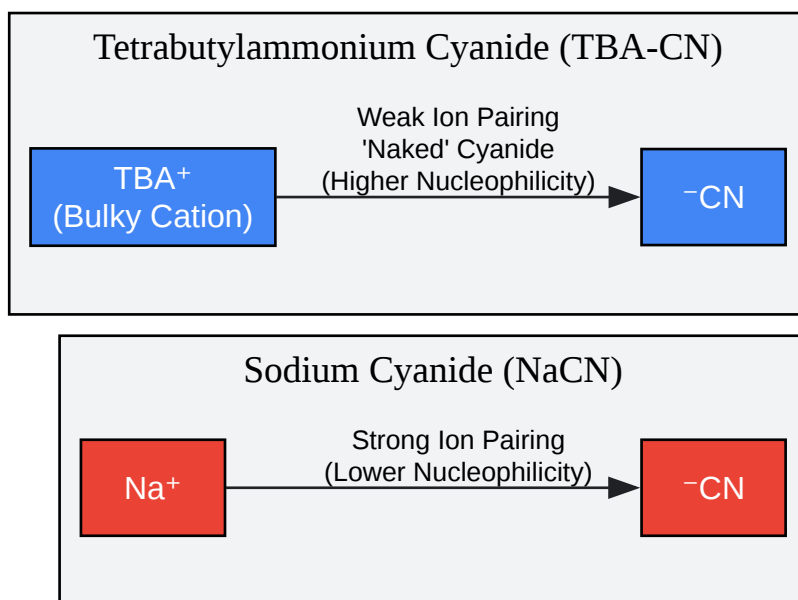 Tetrabutylammonium Cyanide (TBA-CN)
Weak Ion Pairing
'Naked' Cyanide
(Higher Nucleophilicity)
TBA⁺
(Bulky Cation)
⁻CN
Sodium Cyanide (NaCN)
Strong Ion Pairing
(Lower Nucleophilicity)
Na⁺
⁻CN